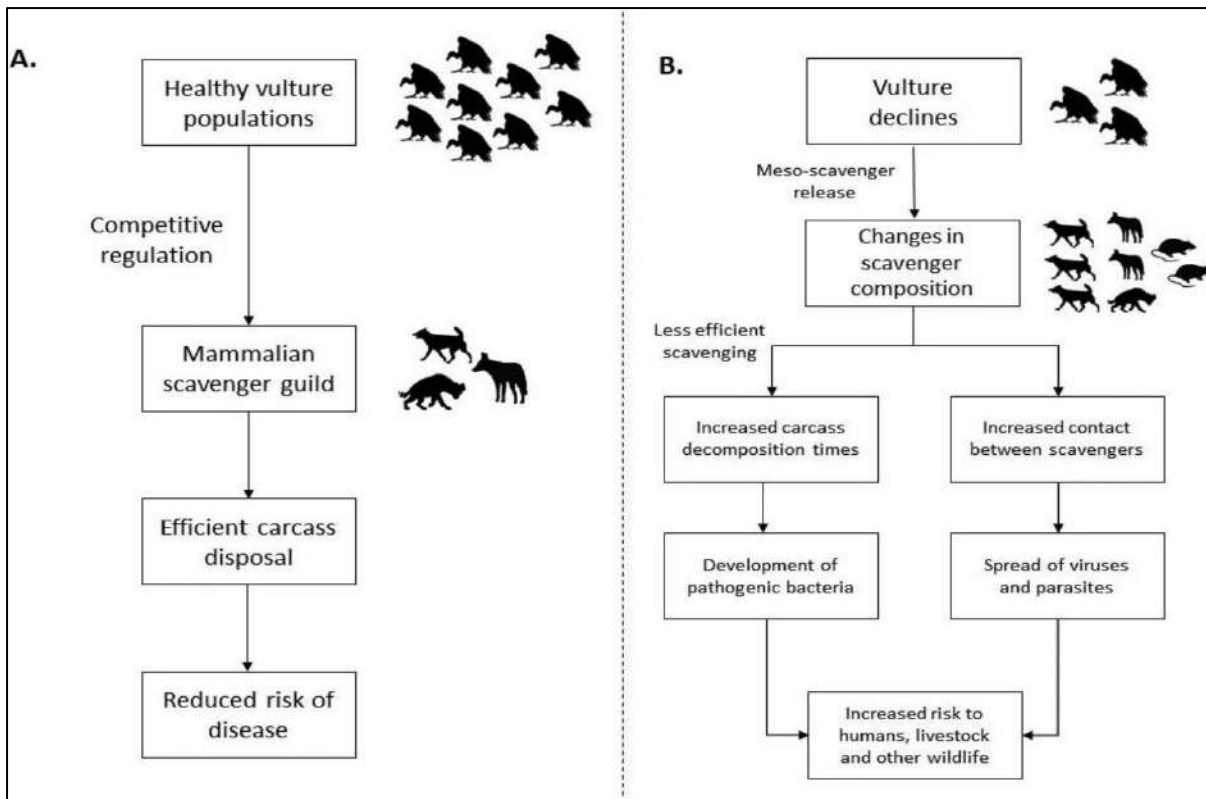 A.
Healthy vulture
populations
Competitive
regulation
Mammalian
scavenger guild
Efficient carcass
disposal
Reduced risk of
disease
B.
Vulture
declines
Meso-scavenger
release
Changes in
scavenger
composition
Less efficient
scavenging
Increased carcass
decomposition times
Increased contact
between scavengers
Development of
pathogenic bacteria
Spread of viruses
and parasites
Increased risk to
humans, livestock
and other wildlife